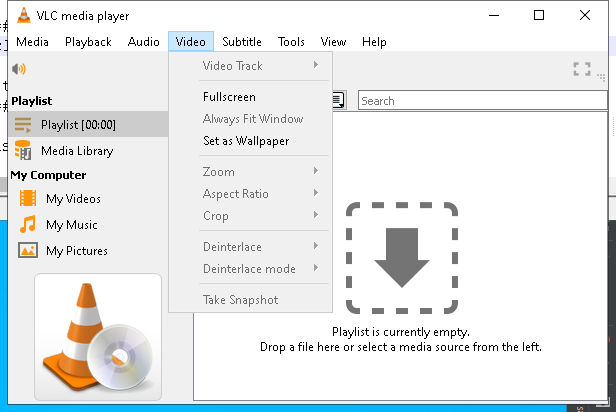 VLC media player
Media Playback Audio Video Subtitle Tools View Help
Video Track
Fullscreen
Always Fit Window
Set as Wallpaper
Zoom
Aspect Ratio
Crop
Deinterlace
Deinterlace mode
Take Snapshot
Search
Playlist
Playlist [00:00]
Media Library
My Computer
My Videos
My Music
My Pictures
Playlist is currently empty.
Drop a file here or select a media source from the left.